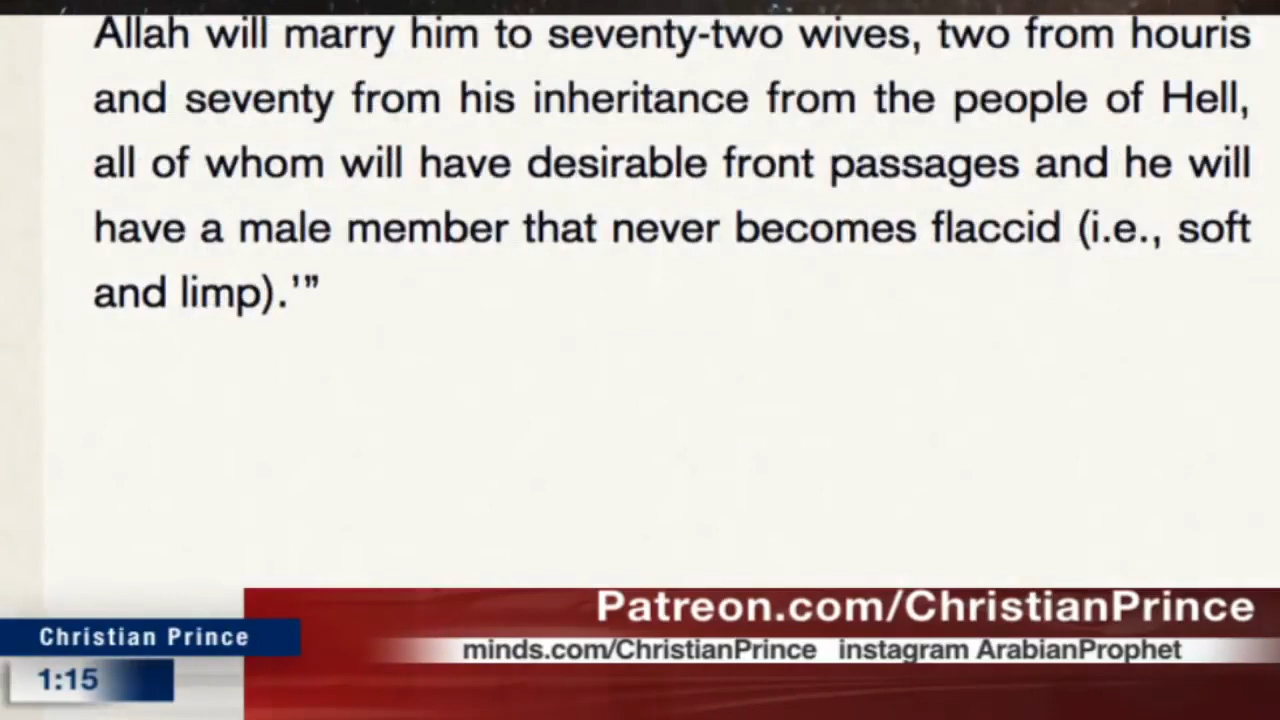 Allah will marry him to seventy-two wives, two from houris
and seventy from his inheritance from the people of Hell,
all of whom will have desirable front passages and he will
have a male member that never becomes flaccid (i.e., soft
and limp).'”
Patreon.com/ChristianPrince
Christian Prince
minds.com/ChristianPrince instagram ArabianProphet
1:15